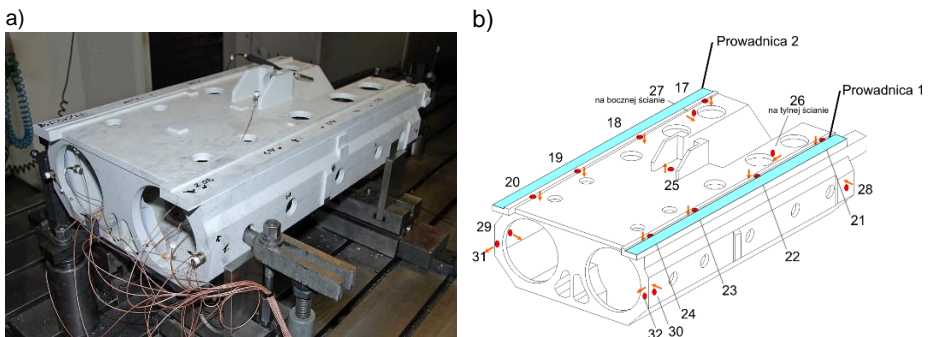 a)
b)
Prowadnica 2
27
17
na bocznej ścianie
26
na tylnej ścianie
Prowadnica 1
18
19
20
25
28
29
21
31
22
23
24
30
32